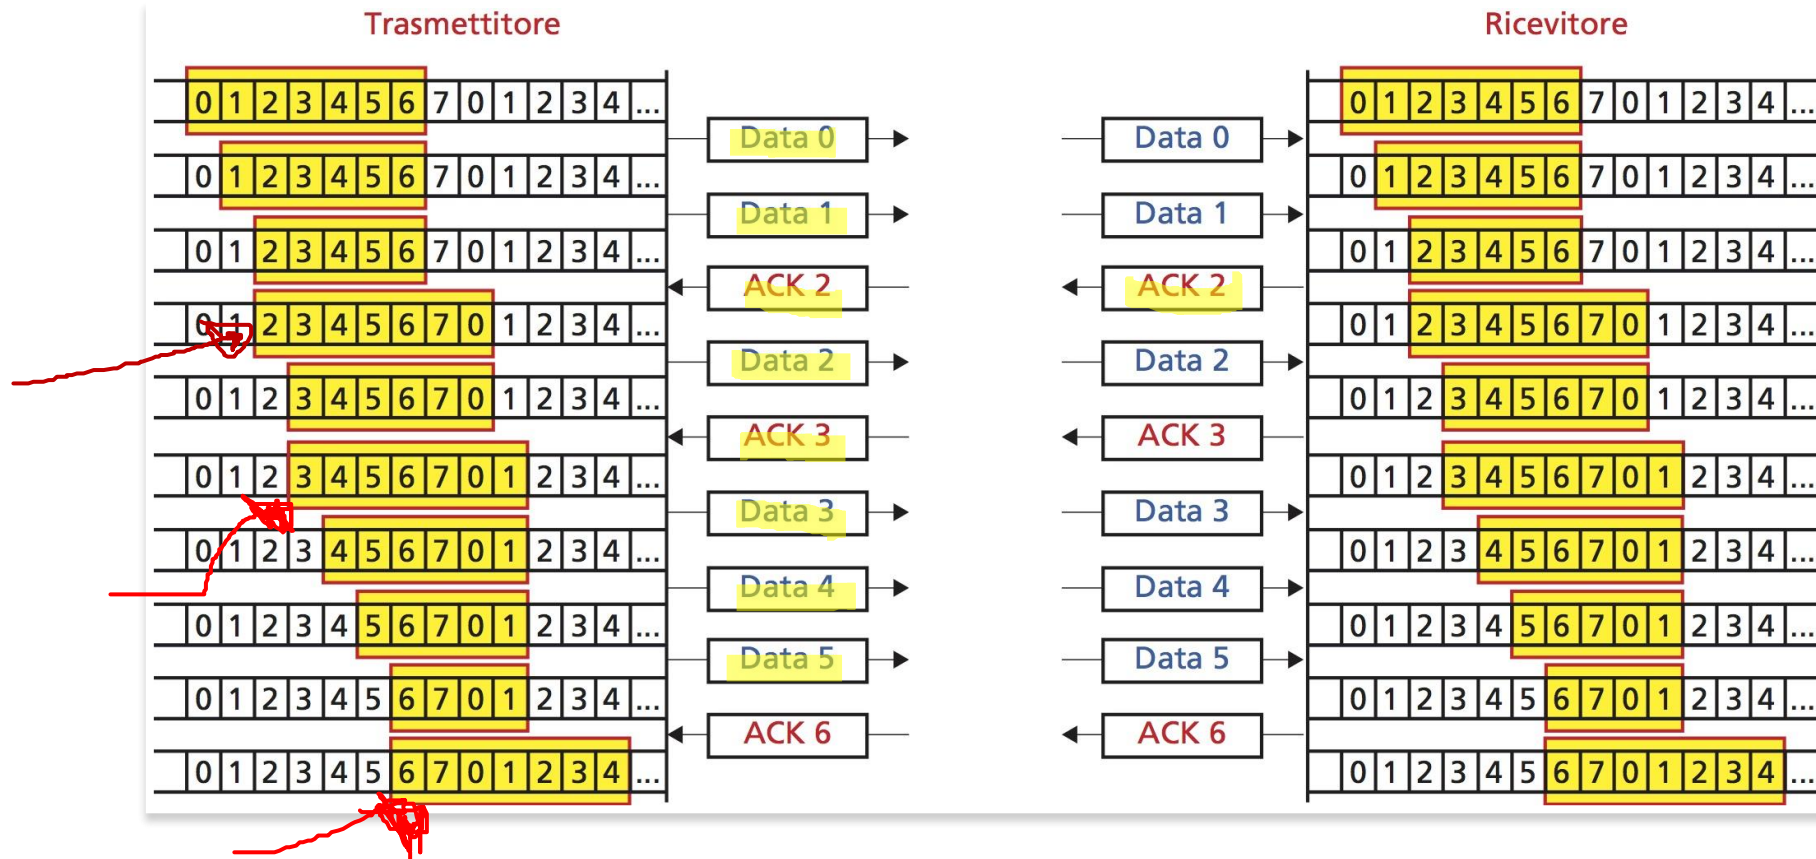 Trasmettitore Ricevitore
0 1 2 3 4 5 6 7 0 1 2 3 4 ... 0 1 2 3 4 5 6 7 0 1 2 3 4 ...
Data 0 Data 0
0 1 2 3 4 5 6 7 0 1 2 3 4 ... 0 1 2 3 4 5 6 7 0 1 2 3 4 ...
Data 1 Data 1
0 1 2 3 4 5 6 7 0 1 2 3 4 ... 0 1 2 3 4 5 6 7 0 1 2 3 4 ...
ACK 2 ACK 2
0 1 2 3 4 5 6 7 0 1 2 3 4 ... 0 1 2 3 4 5 6 7 0 1 2 3 4 ...
Data 2 Data 2
0 1 2 3 4 5 6 7 0 1 2 3 4 ... 0 1 2 3 4 5 6 7 0 1 2 3 4 ...
ACK 3 ACK 3
0 1 2 3 4 5 6 7 0 1 2 3 4 ... 0 1 2 3 4 5 6 7 0 1 2 3 4 ...
Data 3 Data 3
0 1 2 3 4 5 6 7 0 1 2 3 4 ... 0 1 2 3 4 5 6 7 0 1 2 3 4 ...
Data 4 Data 4
0 1 2 3 4 5 6 7 0 1 2 3 4 ... 0 1 2 3 4 5 6 7 0 1 2 3 4 ...
Data 5 Data 5
0 1 2 3 4 5 6 7 0 1 2 3 4 ... 0 1 2 3 4 5 6 7 0 1 2 3 4 ...
ACK 6 ACK 6
0 1 2 3 4 5 6 7 0 1 2 3 4 ... 0 1 2 3 4 5 6 7 0 1 2 3 4 ...